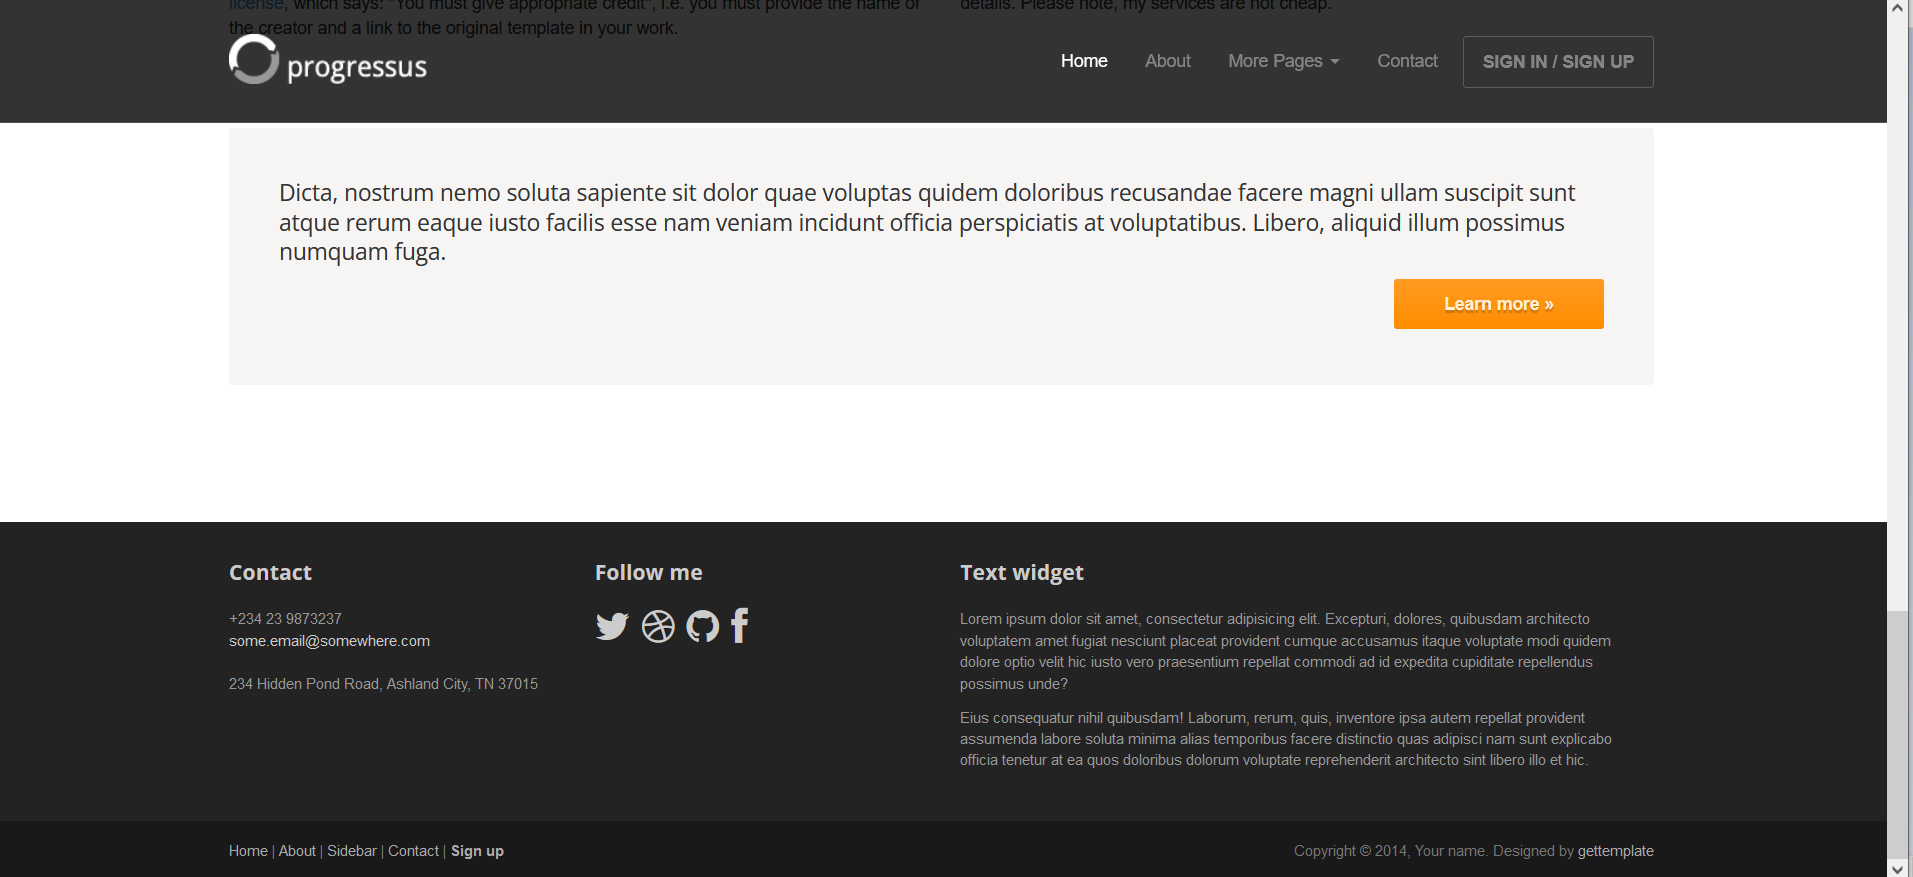 license, which says: "You must give appropriate credit", i.e. you must provide the name of
the creator and a link to the original template in your work.
details. Please note, my services are not cheap.
progressus
Home About More Pages Contact SIGN IN / SIGN UP
Dicta, nostrum nemo soluta sapiente sit dolor quae voluptas quidem doloribus recusandae facere magni ullam suscipit sunt
atque rerum eaque iusto facilis esse nam veniam incidunt officia perspiciatis at voluptatibus. Libero, aliquid illum possimus
numquam fuga.
Learn more »
Contact
+234 23 9873237
some.email@somewhere.com
234 Hidden Pond Road, Ashland City, TN 37015
Follow me
Text widget
Lorem ipsum dolor sit amet, consectetur adipisicing elit. Excepturi, dolores, quibusdam architecto
voluptatem amet fugiat nesciunt placeat provident cumque accusamus itaque voluptate modi quidem
dolore optio velit hic iusto vero praesentium repellat commodi ad id expedita cupiditate repellendus
possimus unde?
Eius consequatur nihil quibusdam! Laborum, rerum, quis, inventore ipsa autem repellat provident
assumenda labore soluta minima alias temporibus facere distinctio quas adipisci nam sunt explicabo
officia tenetur at ea quos doloribus dolorum voluptate reprehenderit architecto sint libero illo et hic.
Home | About | Sidebar | Contact | Sign up
Copyright © 2014, Your name. Designed by gettemplate